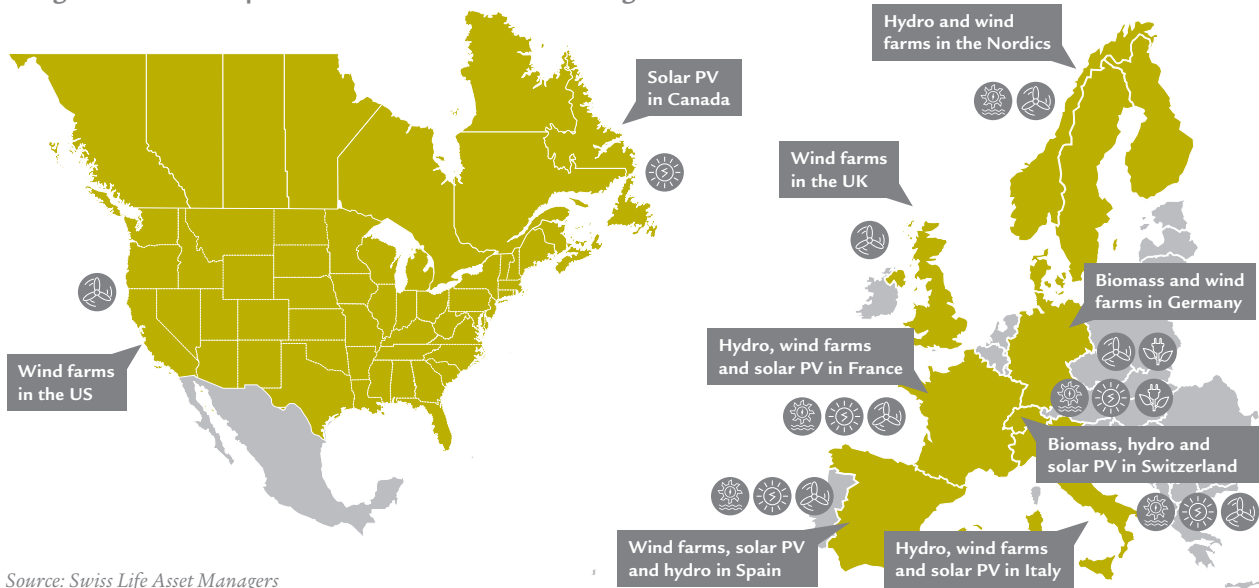 Solar PV
in Canada
Hydro and wind
farms in the Nordics
Wind farms
in the UK
Biomass and wind
farms in Germany
Hydro, wind farms
and solar PV in France
Wind farms
in the US
Biomass, hydro and
solar PV in Switzerland
Wind farms, solar PV
and hydro in Spain
Hydro, wind farms
and solar PV in Italy
Source: Swiss Life Asset Managers